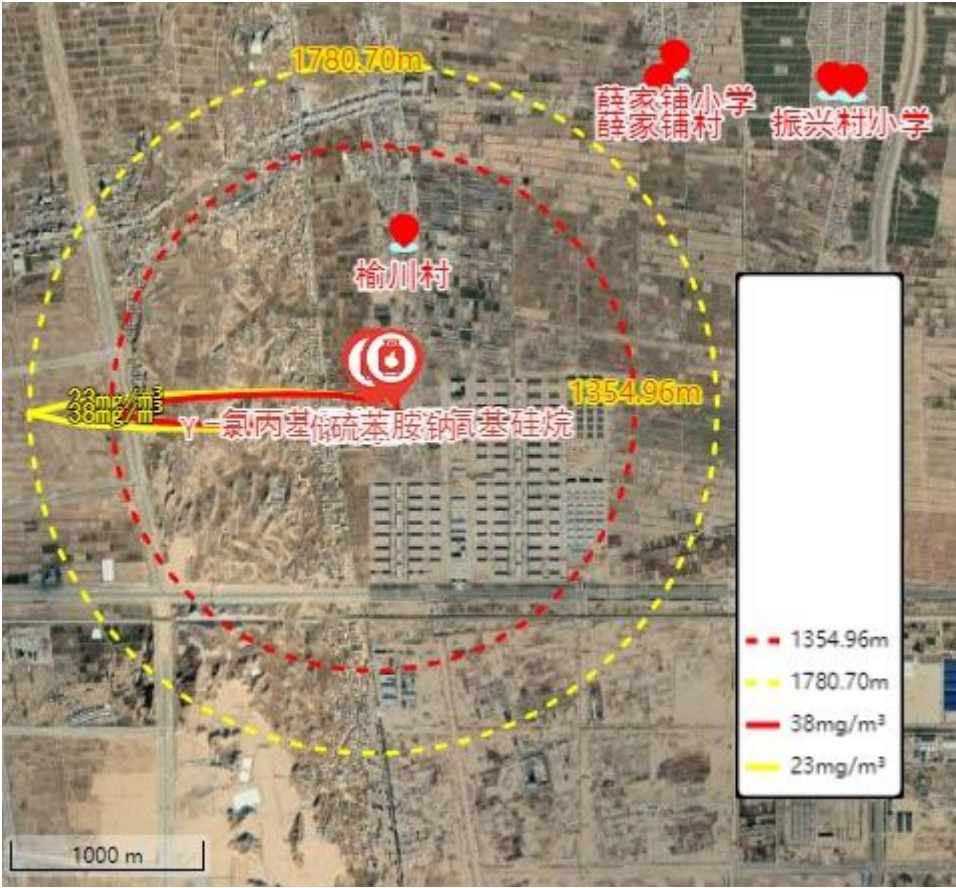 1780.70m
薛家铺小学
薛家铺村
振兴村小学
榆川村
1354.96m
23mg/m³
38mg/m³
γ-氯丙基
硫苯胺钠
氢基硅烷
1354.96m
1780.70m
38mg/m³
23mg/m³
1000 m